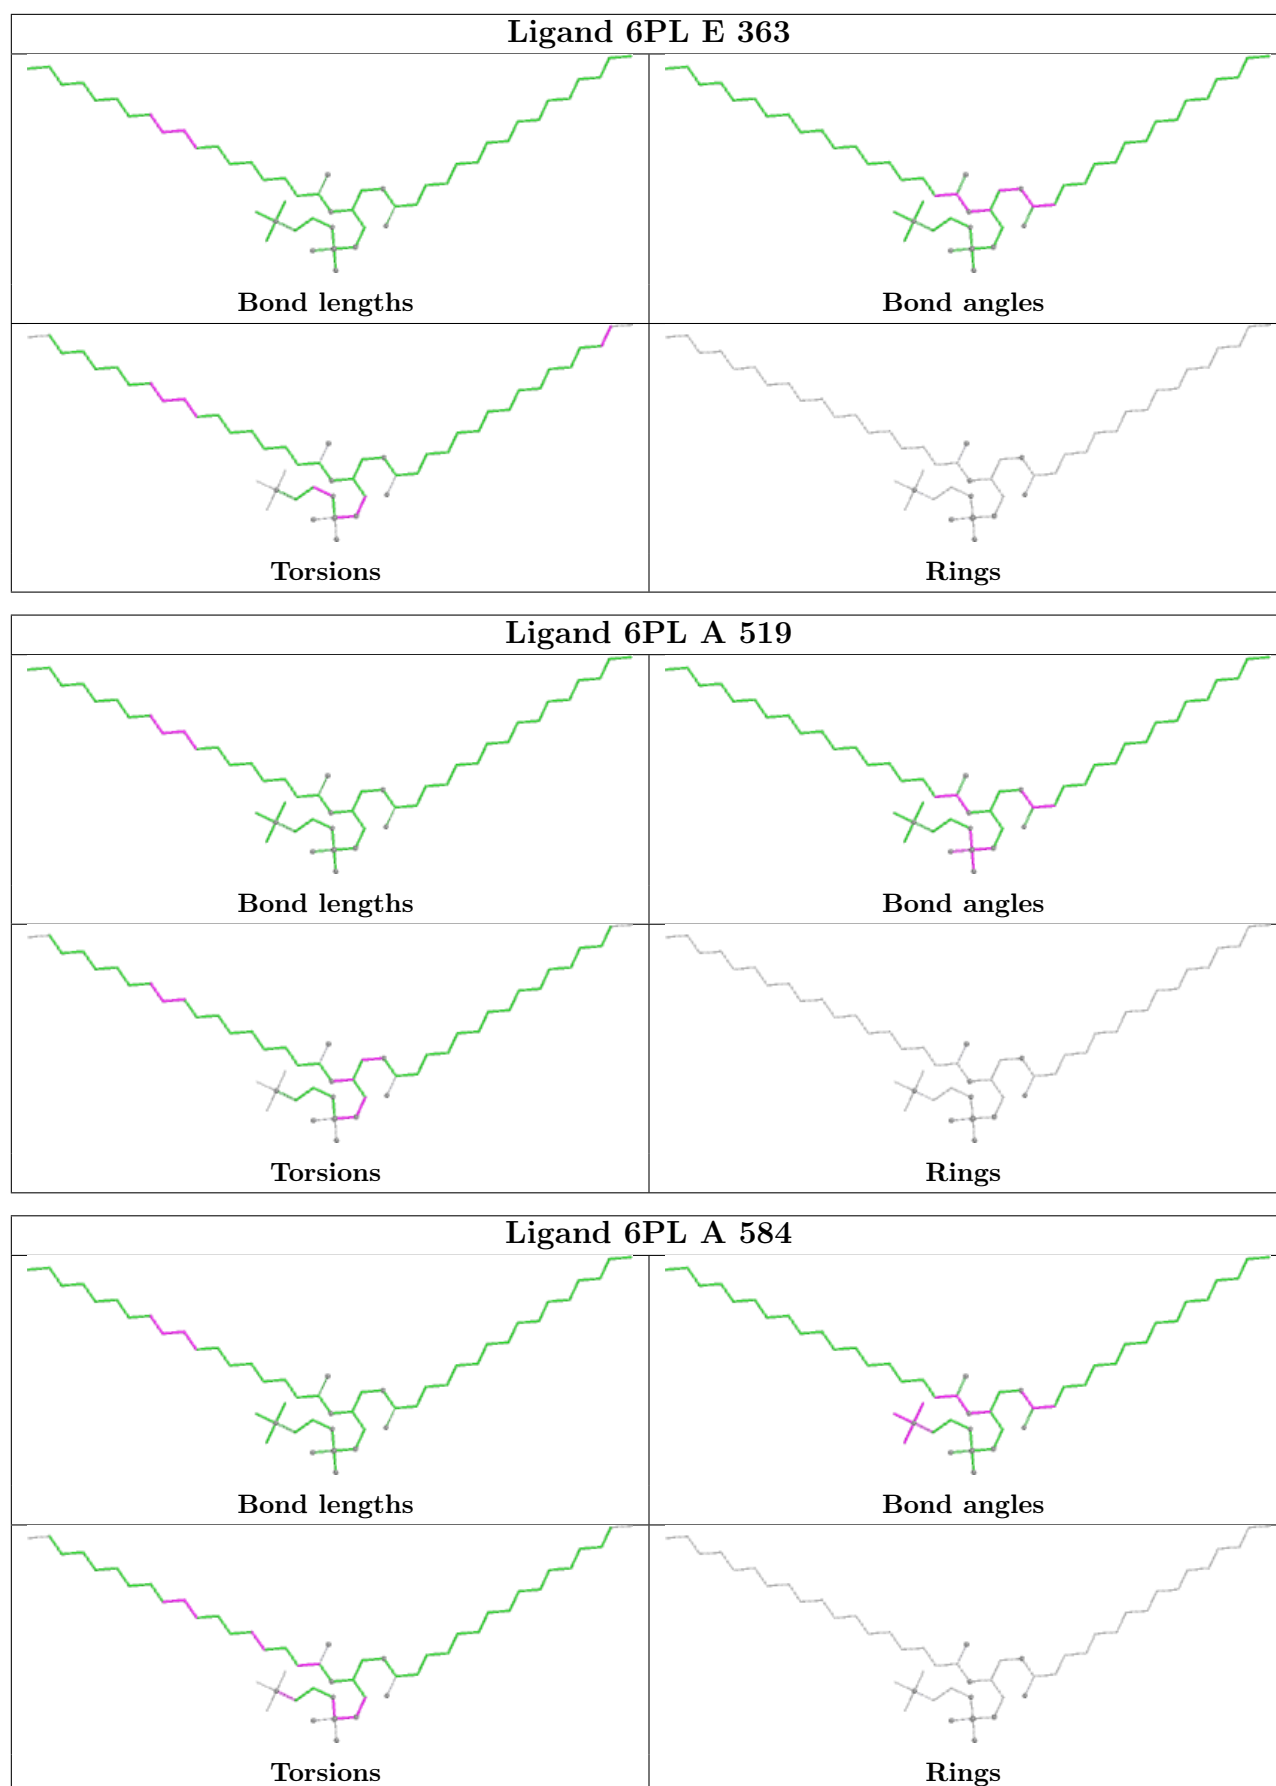 Ligand 6PL E 363
Bond lengths
Bond angles
Torsions
Rings
Ligand 6PL A 519
Bond lengths
Bond angles
Torsions
Rings
Ligand 6PL A 584
Bond lengths
Bond angles
Torsions
Rings